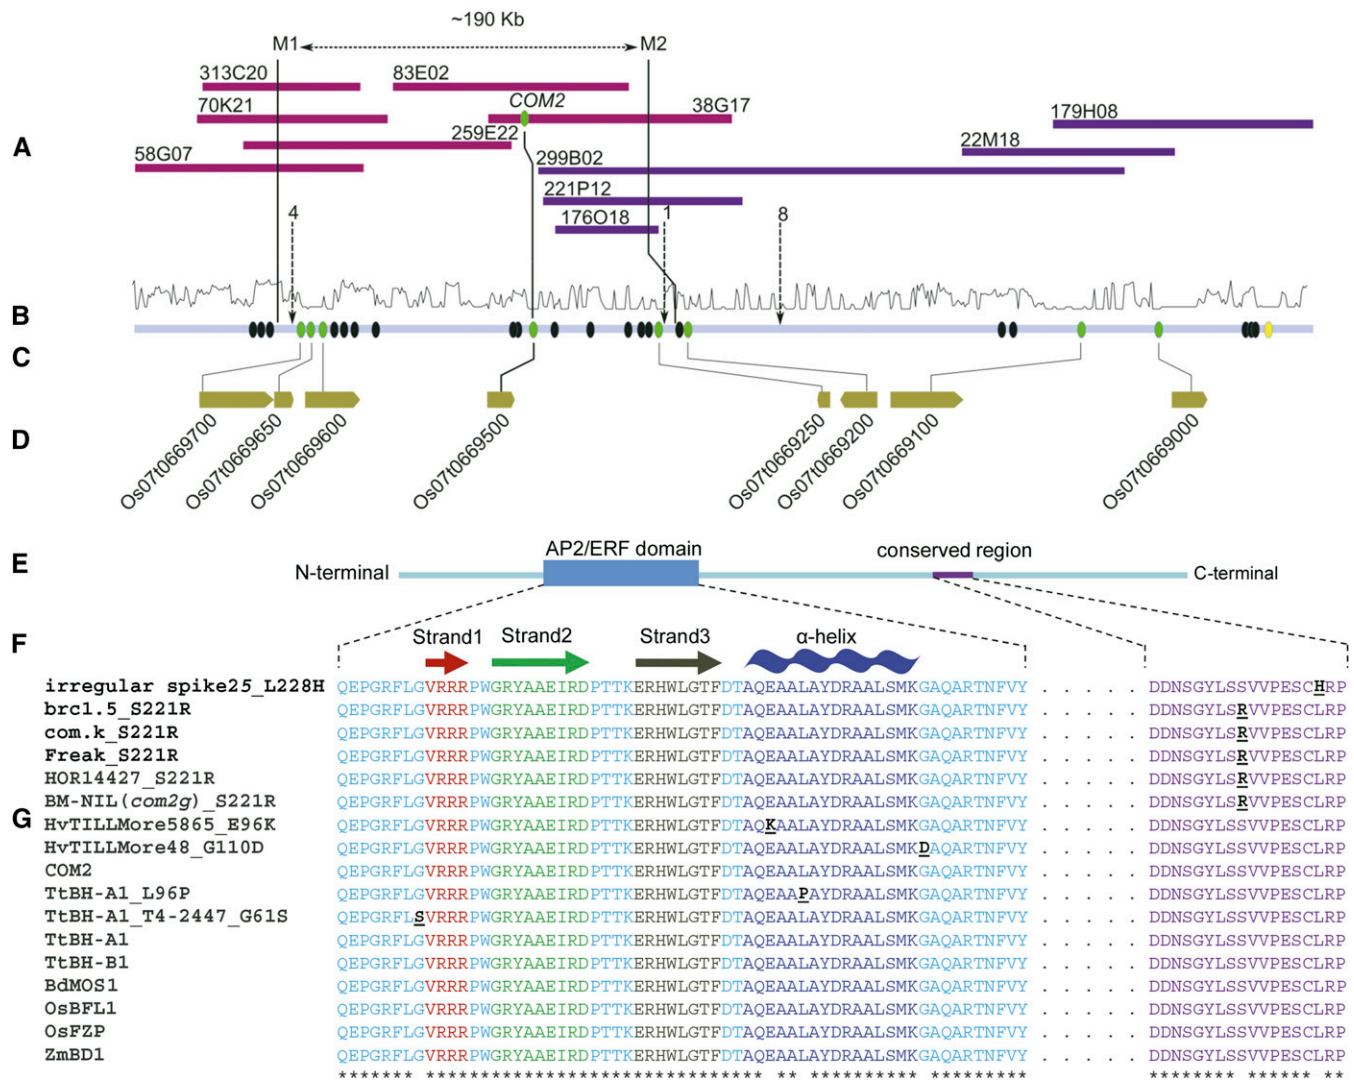 ~190 Kb
M1
M2
313C20
83E02
70K21
COM2
38G17
179H08
A
259E22
22M18
58G07
299B02
221P12
4
176O18
1
8
B
C
D
Os07t0669700
Os07t0669650
Os07t0669600
Os07t0669500
Os07t0669250
Os07t0669200
Os07t0669100
Os07t0669000
E
N-terminal
AP2/ERF domain
conserved region
C-terminal
F
Strand1
Strand2
Strand3
α-helix
G
irregular spike25_L228H QEPGRFLGVRRRPWGRYAAEIRDPTTKERHWLGTFDTAQEAALAYDRAALSMKGAQARTNFVY . . . . . DDNSGYLSSVVPESCHRP
brc1.5_S221R QEPGRFLGVRRRPWGRYAAEIRDPTTKERHWLGTFDTAQEAALAYDRAALSMKGAQARTNFVY . . . . . DDNSGYLSRVVPESCLRP
com.k_S221R QEPGRFLGVRRRPWGRYAAEIRDPTTKERHWLGTFDTAQEAALAYDRAALSMKGAQARTNFVY . . . . . DDNSGYLSRVVPESCLRP
Freak_S221R QEPGRFLGVRRRPWGRYAAEIRDPTTKERHWLGTFDTAQEAALAYDRAALSMKGAQARTNFVY . . . . . DDNSGYLSRVVPESCLRP
HOR14427_S221R QEPGRFLGVRRRPWGRYAAEIRDPTTKERHWLGTFDTAQEAALAYDRAALSMKGAQARTNFVY . . . . . DDNSGYLSRVVPESCLRP
BM-NIL(com2g)_S221R QEPGRFLGVRRRPWGRYAAEIRDPTTKERHWLGTFDTAQEAALAYDRAALSMKGAQARTNFVY . . . . . DDNSGYLSRVVPESCLRP
HvTILLMore5865_E96K QEPGRFLGVRRRPWGRYAAEIRDPTTKERHWLGTFDTAQKAALAYDRAALSMKGAQARTNFVY . . . . . DDNSGYLSSVVPESCLRP
HvTILLMore48_G110D QEPGRFLGVRRRPWGRYAAEIRDPTTKERHWLGTFDTAQEAALAYDRAALSMKDAQARTNFVY . . . . . DDNSGYLSSVVPESCLRP
COM2 QEPGRFLGVRRRPWGRYAAEIRDPTTKERHWLGTFDTAQEAALAYDRAALSMKGAQARTNFVY . . . . . DDNSGYLSSVVPESCLRP
TtBH-A1_L96P QEPGRFLGVRRRPWGRYAAEIRDPTTKERHWLGTFDTAQEAAPAYDRAALSMKGAQARTNFVY . . . . . DDNSGYLSSVVPESCLRP
TtBH-A1_T4-2447_G61S QEPGRFLSVRRRPWGRYAAEIRDPTTKERHWLGTFDTAQEAALAYDRAALSMKGAQARTNFVY . . . . . DDNSGYLSSVVPESCLRP
TtBH-A1 QEPGRFLGVRRRPWGRYAAEIRDPTTKERHWLGTFDTAQEAALAYDRAALSMKGAQARTNFVY . . . . . DDNSGYLSSVVPESCLRP
TtBH-B1 QEPGRFLGVRRRPWGRYAAEIRDPTTKERHWLGTFDTAQEAALAYDRAALSMKGAQARTNFVY . . . . . DDNSGYLSSVVPESCLRP
BdMOS1 QEPGRFLGVRRRPWGRYAAEIRDPTTKERHWLGTFDTAQEAALAYDRAALSMKGAQARTNFVY . . . . . DDNSGYLSSVVPESCLRP
OsBFL1 QEPGRFLGVRRRPWGRYAAEIRDPTTKERHWLGTFDTAQEAALAYDRAALSMKGAQARTNFVY . . . . . DDNSGYLSSVVPESCLRP
OsFZP QEPGRFLGVRRRPWGRYAAEIRDPTTKERHWLGTFDTAQEAALAYDRAALSMKGAQARTNFVY . . . . . DDNSGYLSSVVPESCLRP
ZmBD1 QEPGRFLGVRRRPWGRYAAEIRDPTTKERHWLGTFDTAQEAALAYDRAALSMKGAQARTNFVY . . . . . DDNSGYLSSVVPESCLRP
******* ******************************* ** ********** ********* ******** ****** **